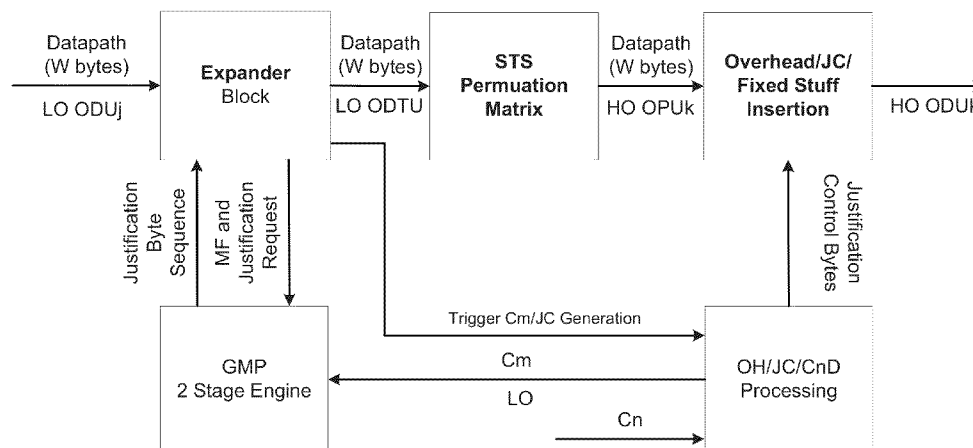 Datapath
(W bytes)
LO ODUj
Expander
Block
Datapath
(W bytes)
LO ODTU
STS
Permuation
Matrix
Datapath
(W bytes)
HO OPUk
Overhead/JC/
Fixed Stuff
Insertion
HO ODUk
Justification
Byte
Sequence
MF and
Justification
Request
Justification
Control Bytes
Trigger Cm/JC Generation
GMP
2 Stage Engine
Cm
LO
Cn
OH/JC/CnD
Processing